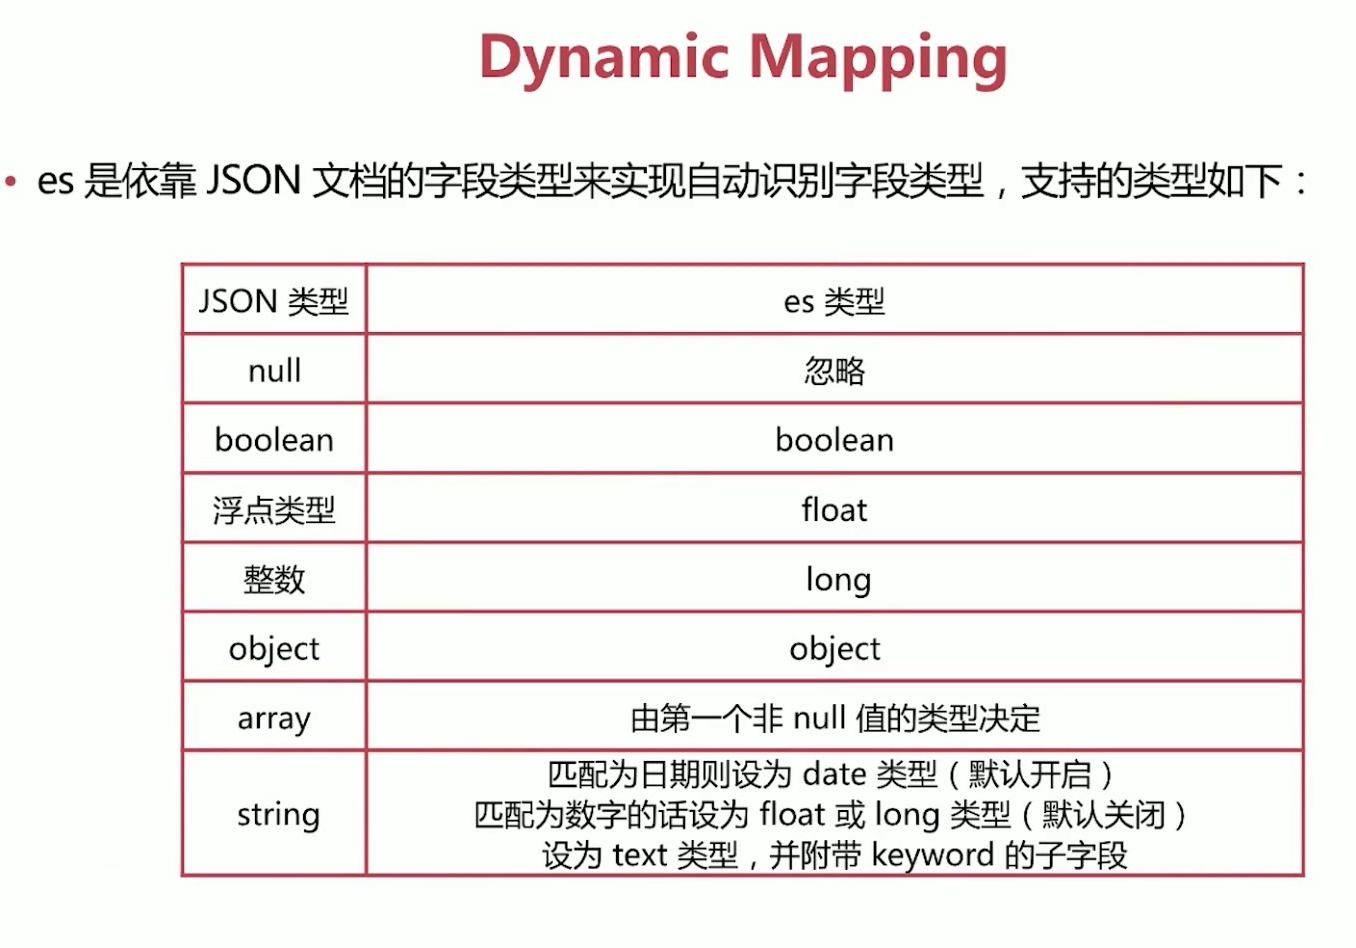 Dynamic Mapping
• es 是依靠 JSON 文档的字段类型来实现自动识别字段类型，支持的类型如下：
JSON 类型 es 类型
null 忽略
boolean boolean
浮点类型 float
整数 long
object object
array 由第一个非 null 值的类型决定
string 匹配为日期则设为 date 类型（默认开启）
匹配为数字的话设为 float 或 long 类型（默认关闭）
设为 text 类型，并附带 keyword 的子字段